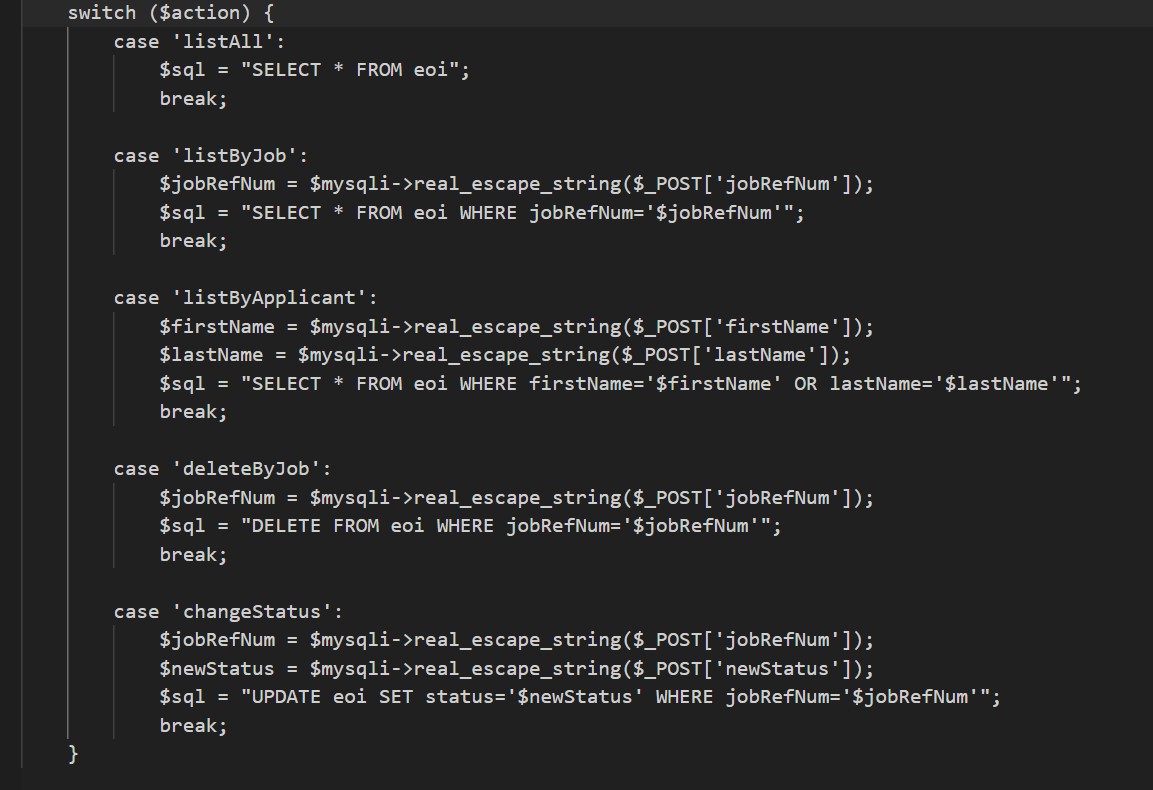 switch ($action) {
case 'listAll':
$sql = "SELECT * FROM eoi";
break;
case 'listByJob':
$jobRefNum = $mysqli->real_escape_string($_POST['jobRefNum']);
$sql = "SELECT * FROM eoi WHERE jobRefNum='$jobRefNum'";
break;
case 'listByApplicant':
$firstName = $mysqli->real_escape_string($_POST['firstName']);
$lastName = $mysqli->real_escape_string($_POST['lastName']);
$sql = "SELECT * FROM eoi WHERE firstName='$firstName' OR lastName='$lastName'";
break;
case 'deleteByJob':
$jobRefNum = $mysqli->real_escape_string($_POST['jobRefNum']);
$sql = "DELETE FROM eoi WHERE jobRefNum='$jobRefNum'";
break;
case 'changeStatus':
$jobRefNum = $mysqli->real_escape_string($_POST['jobRefNum']);
$newStatus = $mysqli->real_escape_string($_POST['newStatus']);
$sql = "UPDATE eoi SET status='$newStatus' WHERE jobRefNum='$jobRefNum'";
break;
}